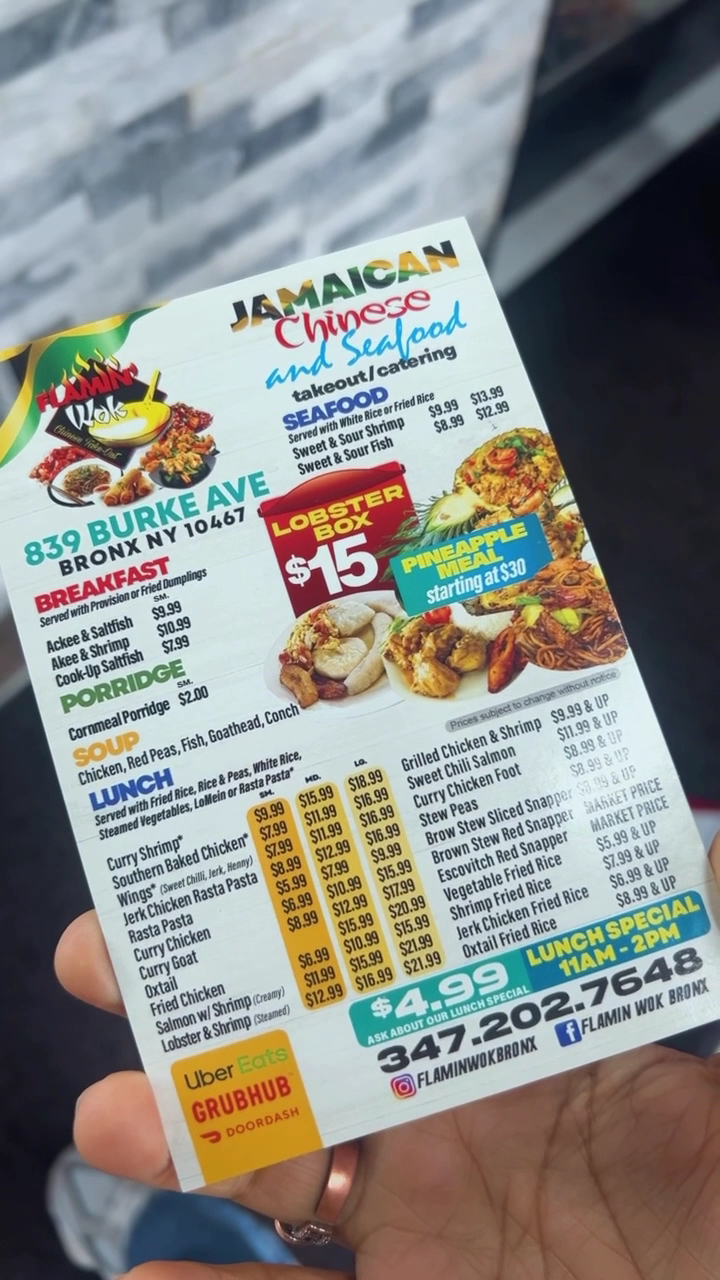 JAMAICAN
Chinese
and Seafood
takeout/catering
FLAMIN'
Wok
Chinese Take-Out
839 BURKE AVE
BRONX NY 10467
SEAFOOD
Served with White Rice or Fried Rice
Sweet & Sour Shrimp $9.99 $13.99
Sweet & Sour Fish $8.99 $12.99
LOBSTER
BOX
$15
PINEAPPLE
MEAL
starting at $30
BREAKFAST
Served with Provision or Fried Dumplings
SM.
Ackee & Saltfish $9.99
Akee & Shrimp $10.99
Cook-Up Saltfish $7.99
PORRIDGE
SM.
Cornmeal Porridge $2.00
SOUP
Chicken, Red Peas, Fish, Goathead, Conch
LUNCH
Served with Fried Rice, Rice & Peas, White Rice,
Steamed Vegetables, LoMein or Rasta Pasta*
SM. MD. LG.
Curry Shrimp* $9.99 $15.99 $18.99
Southern Baked Chicken* $7.99 $11.99 $16.99
Wings* (Sweet Chilli, Jerk, Henny) $7.99 $11.99 $16.99
Jerk Chicken Rasta Pasta $8.99 $12.99 $16.99
Rasta Pasta $5.99 $7.99 $9.99
Curry Chicken $6.99 $10.99 $15.99
Curry Goat $8.99 $12.99 $17.99
Oxtail $15.99 $20.99
Fried Chicken $6.99 $10.99 $15.99
Salmon w/ Shrimp (Creamy) $11.99 $15.99 $21.99
Lobster & Shrimp (Steamed) $12.99 $16.99 $21.99
Prices subject to change without notice
Grilled Chicken & Shrimp $9.99 & UP
Sweet Chili Salmon $11.99 & UP
Curry Chicken Foot $8.99 & UP
Stew Peas $8.99 & UP
Brow Stew Sliced Snapper & UP
Brown Stew Red Snapper MARKET PRICE
Escovitch Red Snapper MARKET PRICE
Vegetable Fried Rice $5.99 & UP
Shrimp Fried Rice $7.99 & UP
Jerk Chicken Fried Rice $6.99 & UP
Oxtail Fried Rice $8.99 & UP
$4.99
ASK ABOUT OUR LUNCH SPECIAL
LUNCH SPECIAL
11AM - 2PM
347.202.7648
FLAMINWOKBRONX
FLAMIN WOK BRONX
Uber Eats
GRUBHUB
DOORDASH